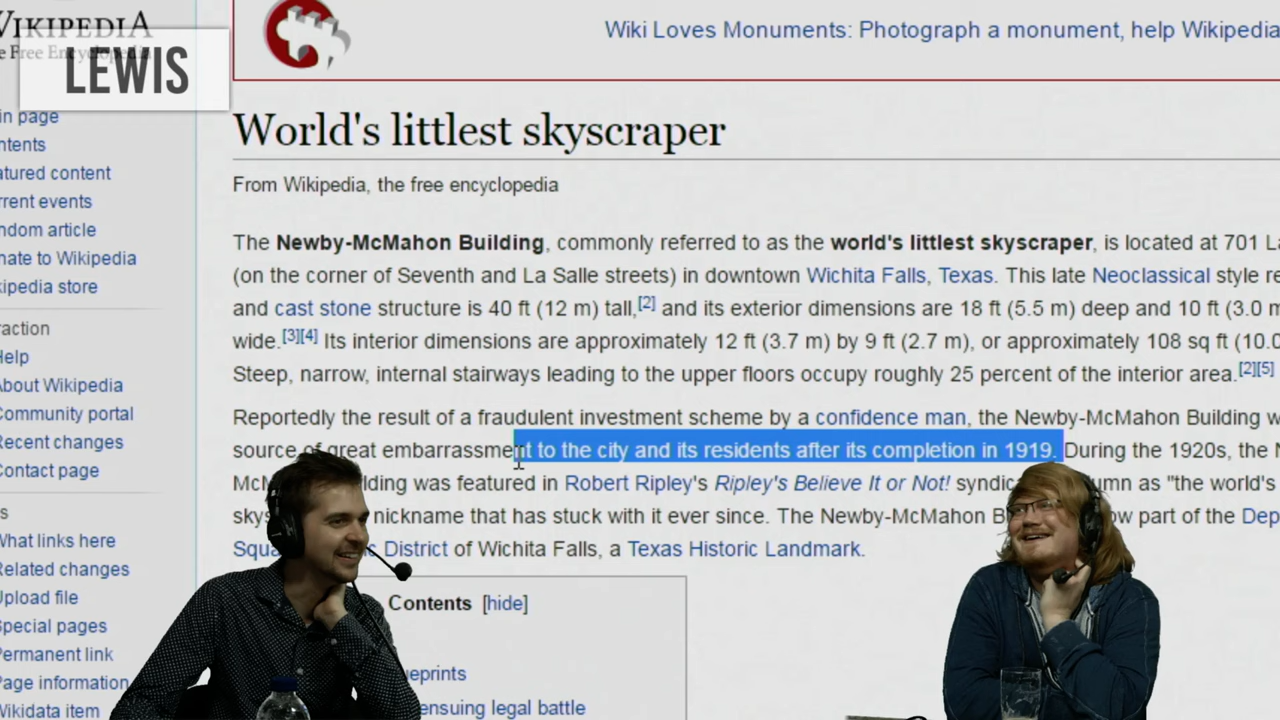 WIKIPEDIA
Wiki Loves Monuments: Photograph a monument, help Wikipedia
Free Encyclopedia
LEWIS
in page
ntents
atured content
rrent events
ndom article
nate to Wikipedia
kipedia store
raction
Help
About Wikipedia
Community portal
Recent changes
Contact page
s
What links here
Related changes
Upload file
Special pages
Permanent link
Page information
Wikidata item
World's littlest skyscraper
From Wikipedia, the free encyclopedia
The Newby-McMahon Building, commonly referred to as the world's littlest skyscraper, is located at 701 La
(on the corner of Seventh and La Salle streets) in downtown Wichita Falls, Texas. This late Neoclassical style re
and cast stone structure is 40 ft (12 m) tall,[2] and its exterior dimensions are 18 ft (5.5 m) deep and 10 ft (3.0 m
wide.[3][4] Its interior dimensions are approximately 12 ft (3.7 m) by 9 ft (2.7 m), or approximately 108 sq ft (10.0
Steep, narrow, internal stairways leading to the upper floors occupy roughly 25 percent of the interior area.[2][5]
Reportedly the result of a fraudulent investment scheme by a confidence man, the Newby-McMahon Building w
source of great embarrassment to the city and its residents after its completion in 1919. During the 1920s, the N
McM ilding was featured in Robert Ripley's Ripley's Believe It or Not! syndic umn as "the world's
skys nickname that has stuck with it ever since. The Newby-McMahon B ow part of the Dep
Squa District of Wichita Falls, a Texas Historic Landmark.
Contents [hide]
ueprints
ensuing legal battle